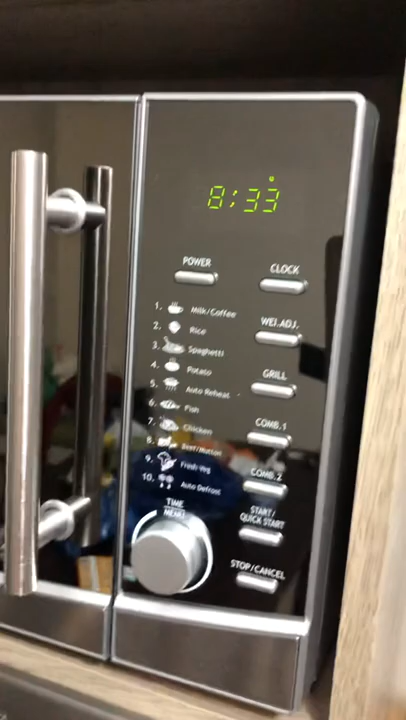 8:33
POWER
CLOCK
WEI.ADJ.
GRILL
COMB.1
COMB.2
START/
QUICK START
STOP/CANCEL
1. Milk/Coffee
2. Rice
3. Spaghetti
4. Potato
5. Auto Reheat
6. Fish
7. Chicken
8. Beef/Mutton
9. Fresh Veg
10. Auto Defrost
TIME
MENU